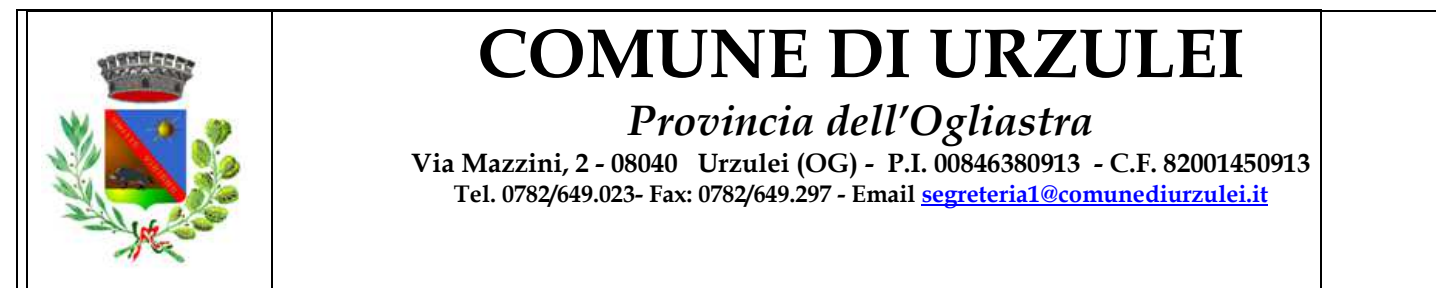 COMUNE DI URZULEI
Provincia dell’Ogliastra
Via Mazzini, 2 - 08040 Urzulei (OG) - P.I. 00846380913 - C.F. 82001450913
Tel. 0782/649.023- Fax: 0782/649.297 - Email segreteria1@comunediurzulei.it